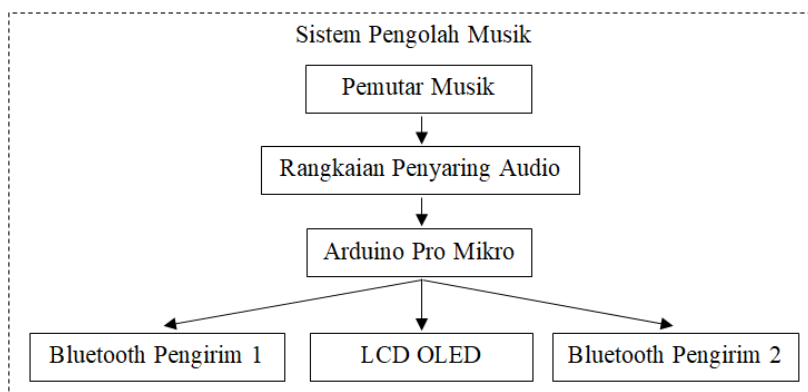 Sistem Pengolah Musik
Pemutar Musik
Rangkaian Penyaring Audio
Arduino Pro Mikro
Bluetooth Pengirim 1
LCD OLED
Bluetooth Pengirim 2